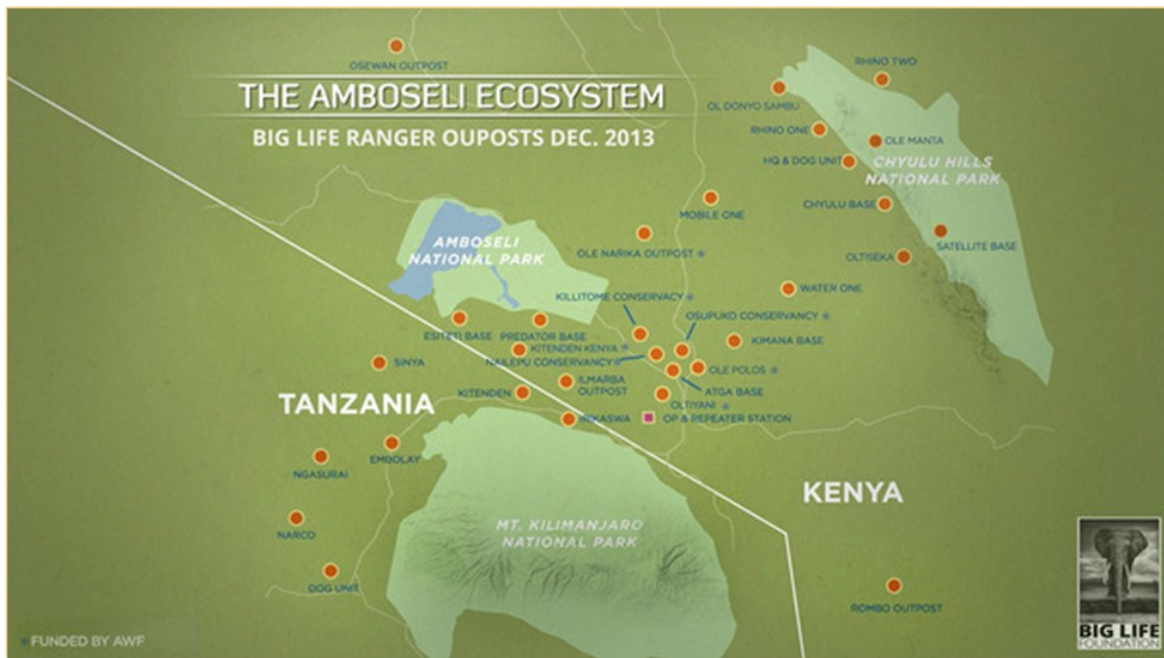 OSEWAN OUTPOST
THE AMBOSELI ECOSYSTEM
BIG LIFE RANGER OUPOSTS DEC. 2013
RHINO TWO
OL DONYO SAMBU
RHINO ONE
OLE MANTA
HQ & DOG UNIT
CHYULU HILLS
NATIONAL PARK
CHYULU BASE
MOBILE ONE
SATELLITE BASE
AMBOSELI
NATIONAL PARK
OLE NARIKA OUTPOST *
OLTISEKA
WATER ONE
KILLITOME CONSERVACY *
OSUPUKO CONSERVANCY *
ESITETI BASE
PREDATOR BASE
KIMANA BASE
KITENDEN KENYA *
NAILEPU CONSERVANCY *
SINYA
OLE POLOS *
ILMARBA
OUTPOST
KITENDEN
ATGA BASE
OLTIYANI *
TANZANIA
IRKASWA
OP & REPEATER STATION
EMBOLAY
NGASURAI
KENYA
MT. KILIMANJARO
NATIONAL PARK
NARCO
DOG UNIT
ROMBO OUTPOST
* FUNDED BY AWF
BIG LIFE
FOUNDATION